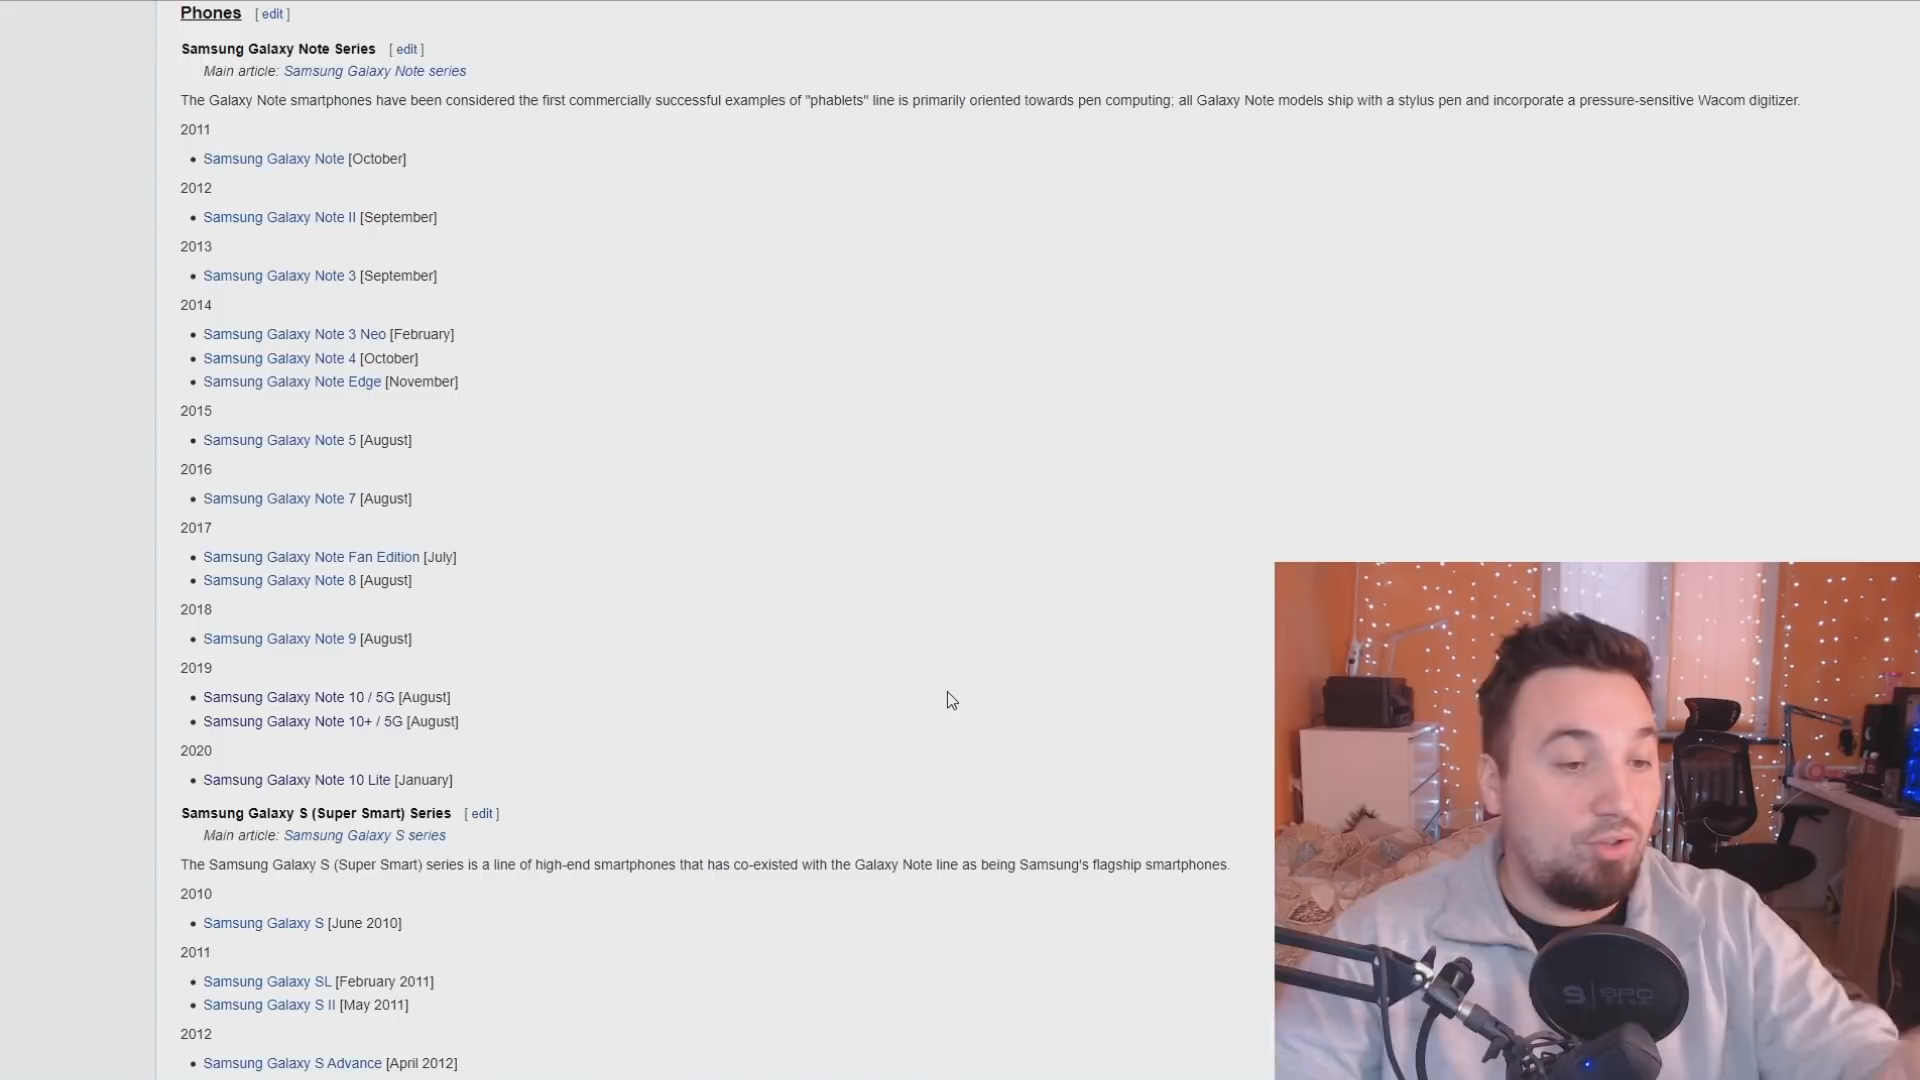 Phones [ edit ]
Samsung Galaxy Note Series [ edit ]
Main article: Samsung Galaxy Note series
The Galaxy Note smartphones have been considered the first commercially successful examples of "phablets" line is primarily oriented towards pen computing; all Galaxy Note models ship with a stylus pen and incorporate a pressure-sensitive Wacom digitizer.
2011
• Samsung Galaxy Note [October]
2012
• Samsung Galaxy Note II [September]
2013
• Samsung Galaxy Note 3 [September]
2014
• Samsung Galaxy Note 3 Neo [February]
• Samsung Galaxy Note 4 [October]
• Samsung Galaxy Note Edge [November]
2015
• Samsung Galaxy Note 5 [August]
2016
• Samsung Galaxy Note 7 [August]
2017
• Samsung Galaxy Note Fan Edition [July]
• Samsung Galaxy Note 8 [August]
2018
• Samsung Galaxy Note 9 [August]
2019
• Samsung Galaxy Note 10 / 5G [August]
• Samsung Galaxy Note 10+ / 5G [August]
2020
• Samsung Galaxy Note 10 Lite [January]
Samsung Galaxy S (Super Smart) Series [ edit ]
Main article: Samsung Galaxy S series
The Samsung Galaxy S (Super Smart) series is a line of high-end smartphones that has co-existed with the Galaxy Note line as being Samsung's flagship smartphones.
2010
• Samsung Galaxy S [June 2010]
2011
• Samsung Galaxy SL [February 2011]
• Samsung Galaxy S II [May 2011]
2012
• Samsung Galaxy S Advance [April 2012]
SPC